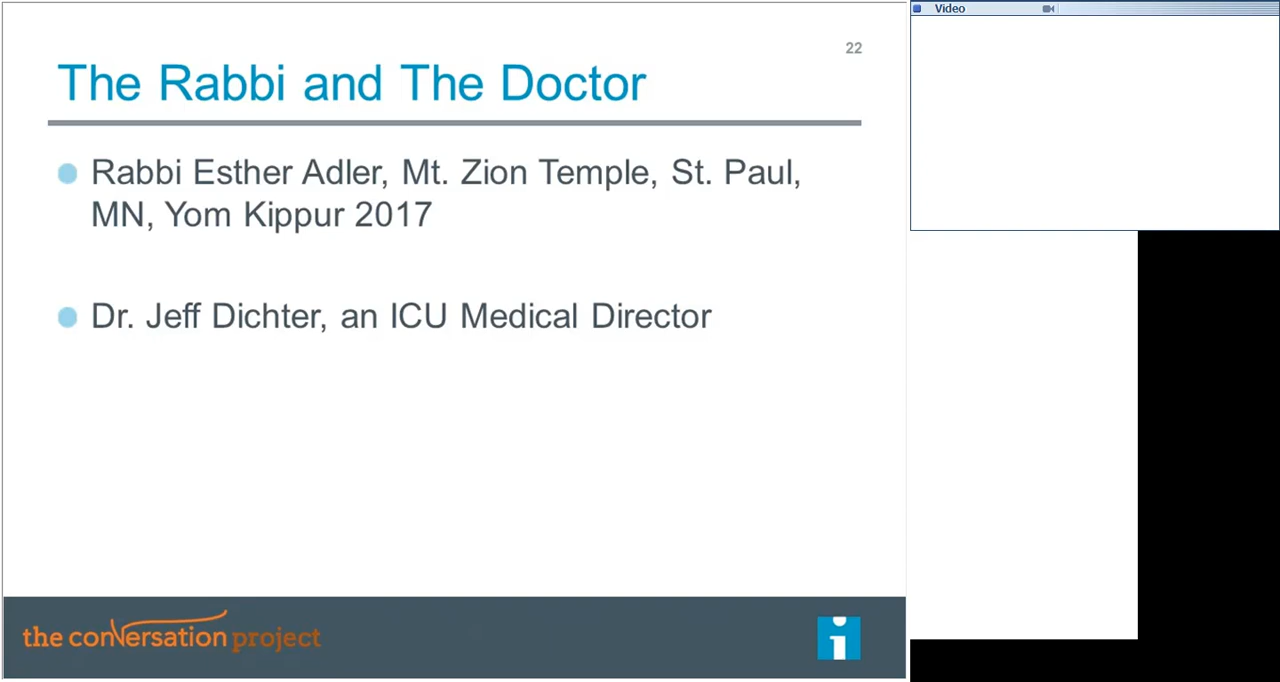 Video
22
The Rabbi and The Doctor
Rabbi Esther Adler, Mt. Zion Temple, St. Paul,
MN, Yom Kippur 2017
Dr. Jeff Dichter, an ICU Medical Director
the conversation project
i